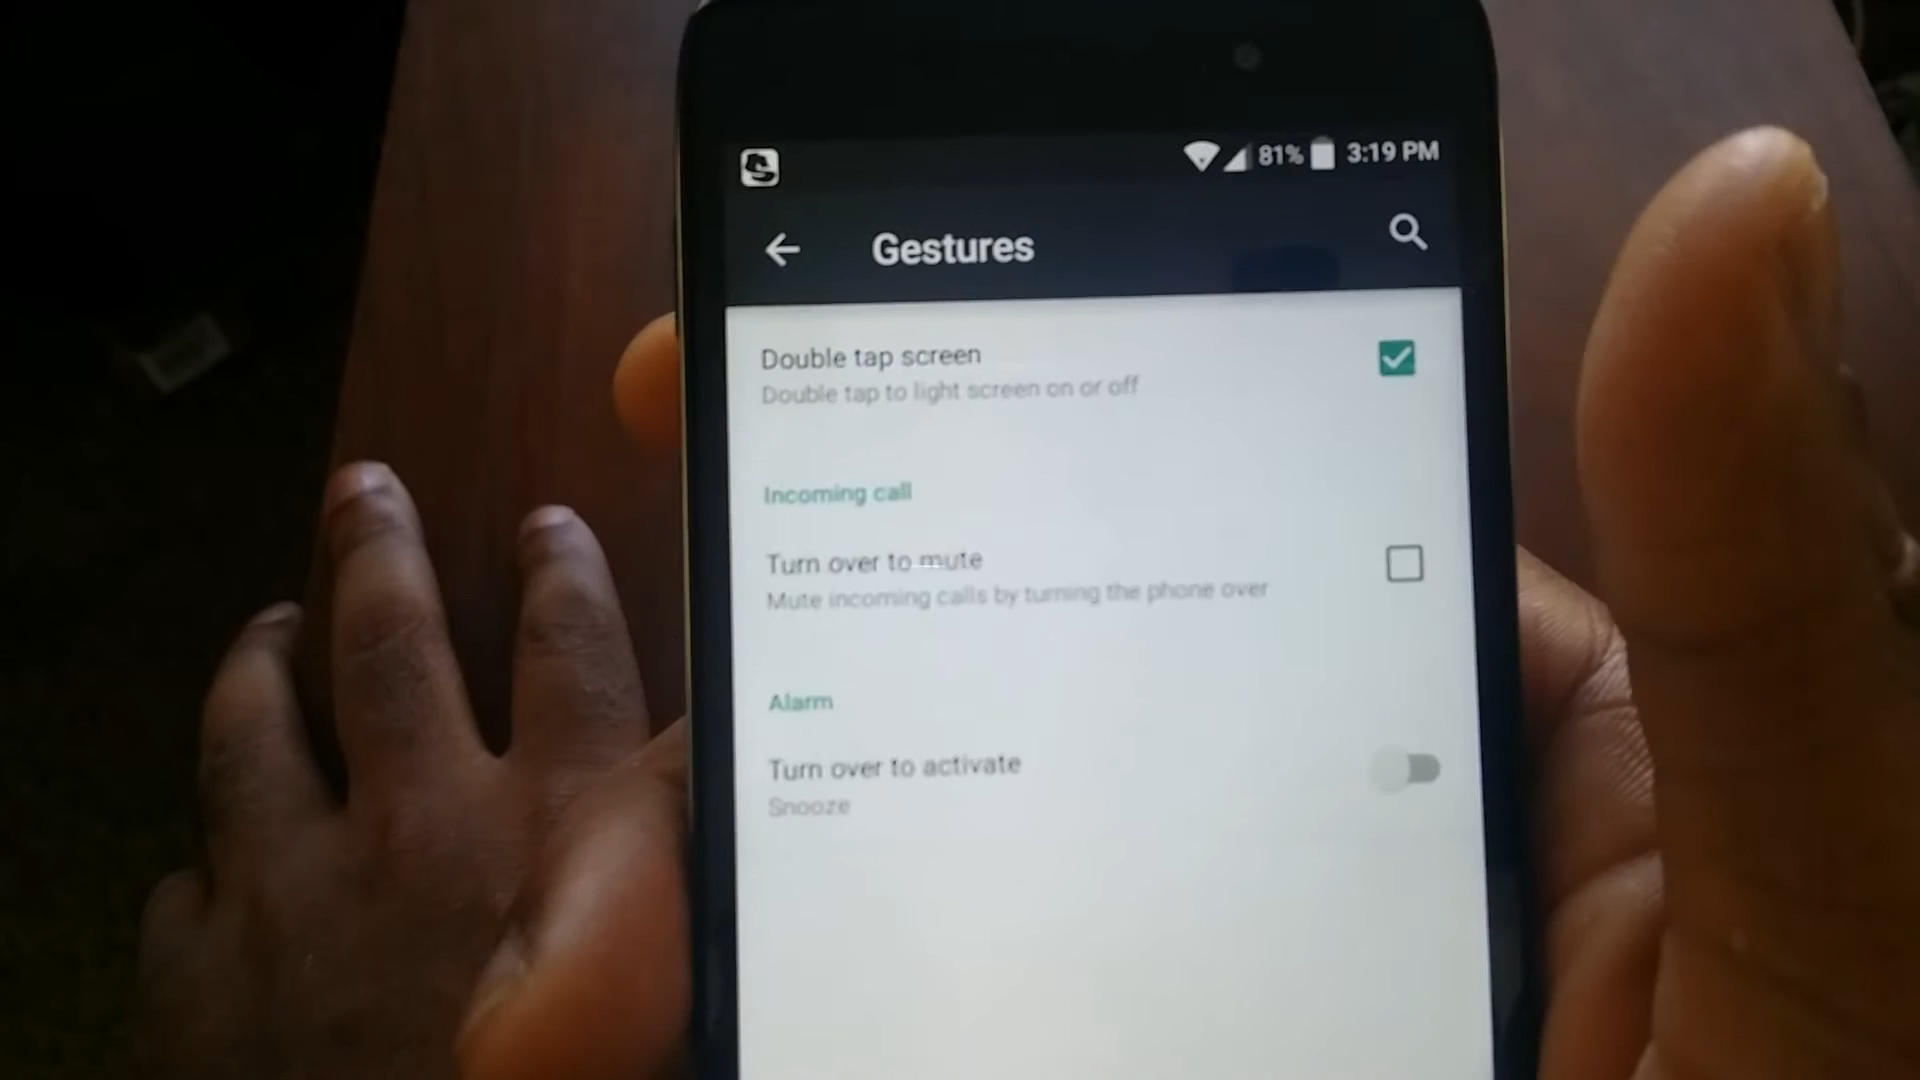 81% 3:19 PM
Gestures
Double tap screen
Double tap to light screen on or off
Incoming call
Turn over to mute
Mute incoming calls by turning the phone over
Alarm
Turn over to activate
Snooze